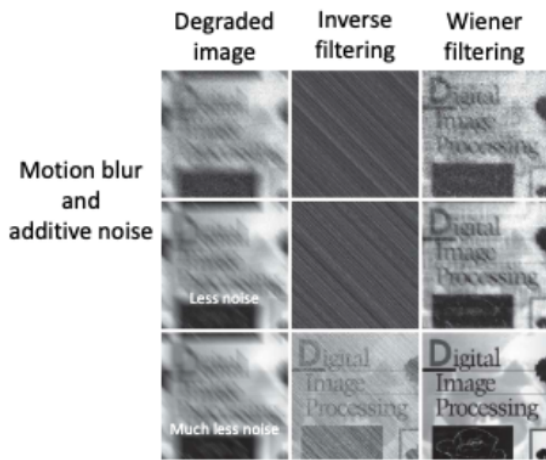 Degraded image
Inverse filtering
Wiener filtering
Motion blur and additive noise
Digital
Image
Processing
Less noise
Digital
Image
Processing
Much less noise
Digital
Image
Processing
Digital
Image
Processing